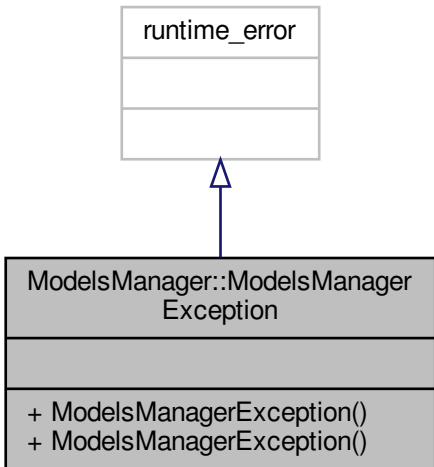 runtime_error
ModelsManager::ModelsManager
Exception
+ ModelsManagerException()
+ ModelsManagerException()